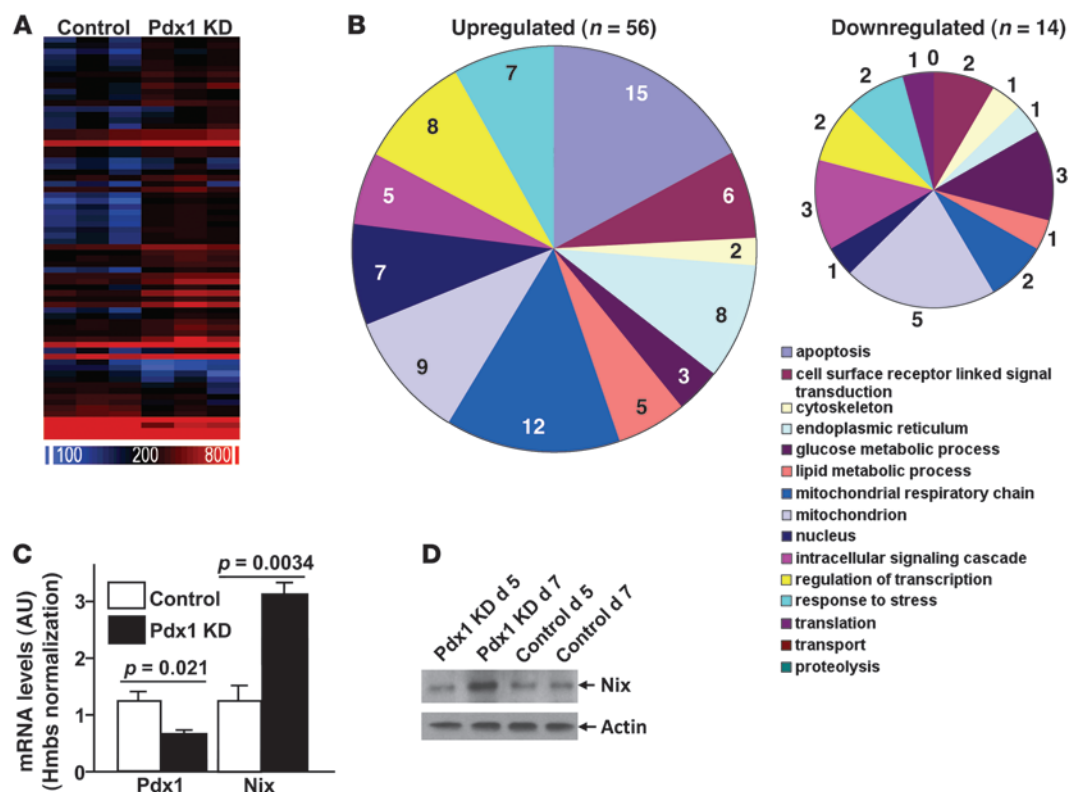 A
Control Pdx1 KD
100 200 800
B
Upregulated (n = 56)
15
6
2
8
3
5
12
9
7
5
8
7
Downregulated (n = 14)
0
2
1
1
3
1
2
5
1
3
2
2
1
apoptosis
cell surface receptor linked signal
transduction
cytoskeleton
endoplasmic reticulum
glucose metabolic process
lipid metabolic process
mitochondrial respiratory chain
mitochondrion
nucleus
intracellular signaling cascade
regulation of transcription
response to stress
translation
transport
proteolysis
C
mRNA levels (AU)
(Hmbs normalization)
3
2
1
0
Control
Pdx1 KD
p = 0.021
p = 0.0034
Pdx1 Nix
D
Pdx1 KD d 5
Pdx1 KD d 7
Control d 5
Control d 7
Nix
Actin